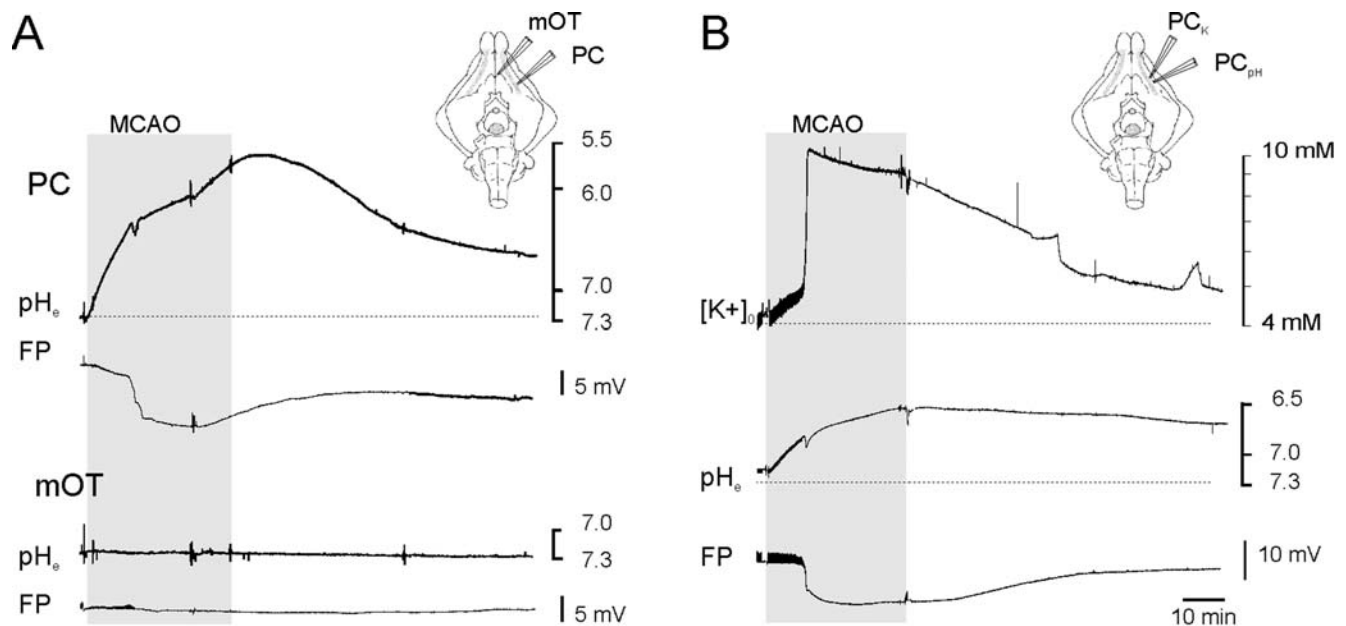 A
mOT
PC
MCAO
PC
5.5
6.0
7.0
7.3
pHe
FP
5 mV
mOT
pHe
7.0
7.3
FP
5 mV
B
PCK
PCpH
MCAO
10 mM
[K+]0
4 mM
pHe
6.5
7.0
7.3
FP
10 mV
10 min